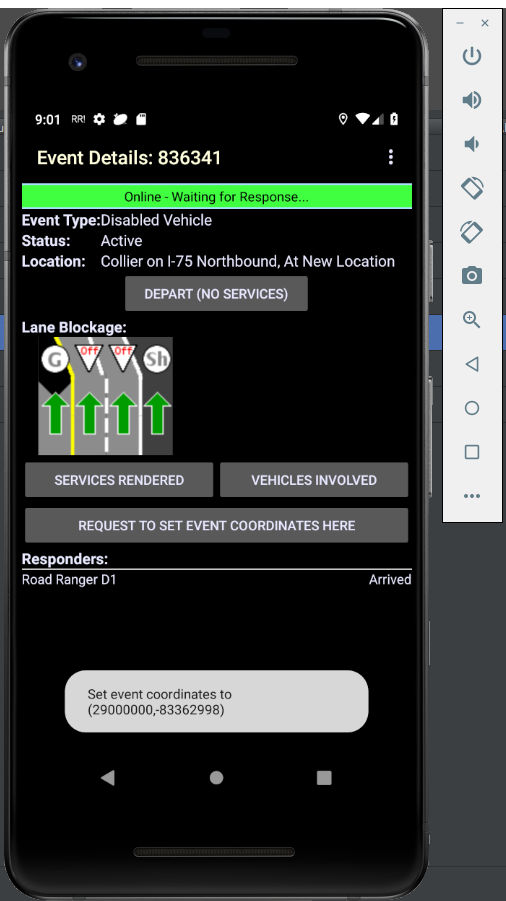 9:01 RR!
Event Details: 836341
Online - Waiting for Response...
Event Type:Disabled Vehicle
Status: Active
Location: Collier on I-75 Northbound, At New Location
DEPART (NO SERVICES)
Lane Blockage:
G Off Off Sh
SERVICES RENDERED VEHICLES INVOLVED
REQUEST TO SET EVENT COORDINATES HERE
Responders:
Road Ranger D1 Arrived
Set event coordinates to
(29000000,-83362998)